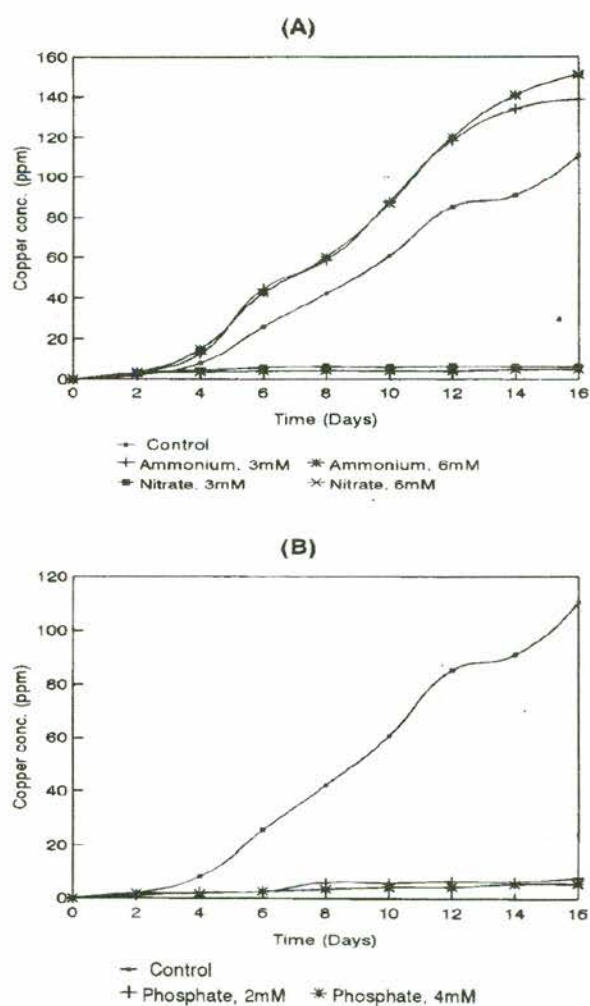 (A)
Copper conc. (ppm)
160
140
120
100
80
60
40
20
0
0 2 4 6 8 10 12 14 16
Time (Days)
Control
Ammonium, 3mM Ammonium, 6mM
Nitrate, 3mM Nitrate, 6mM
(B)
Copper conc. (ppm)
120
100
80
60
40
20
0
0 2 4 6 8 10 12 14 16
Time (Days)
Control
Phosphate, 2mM Phosphate, 4mM